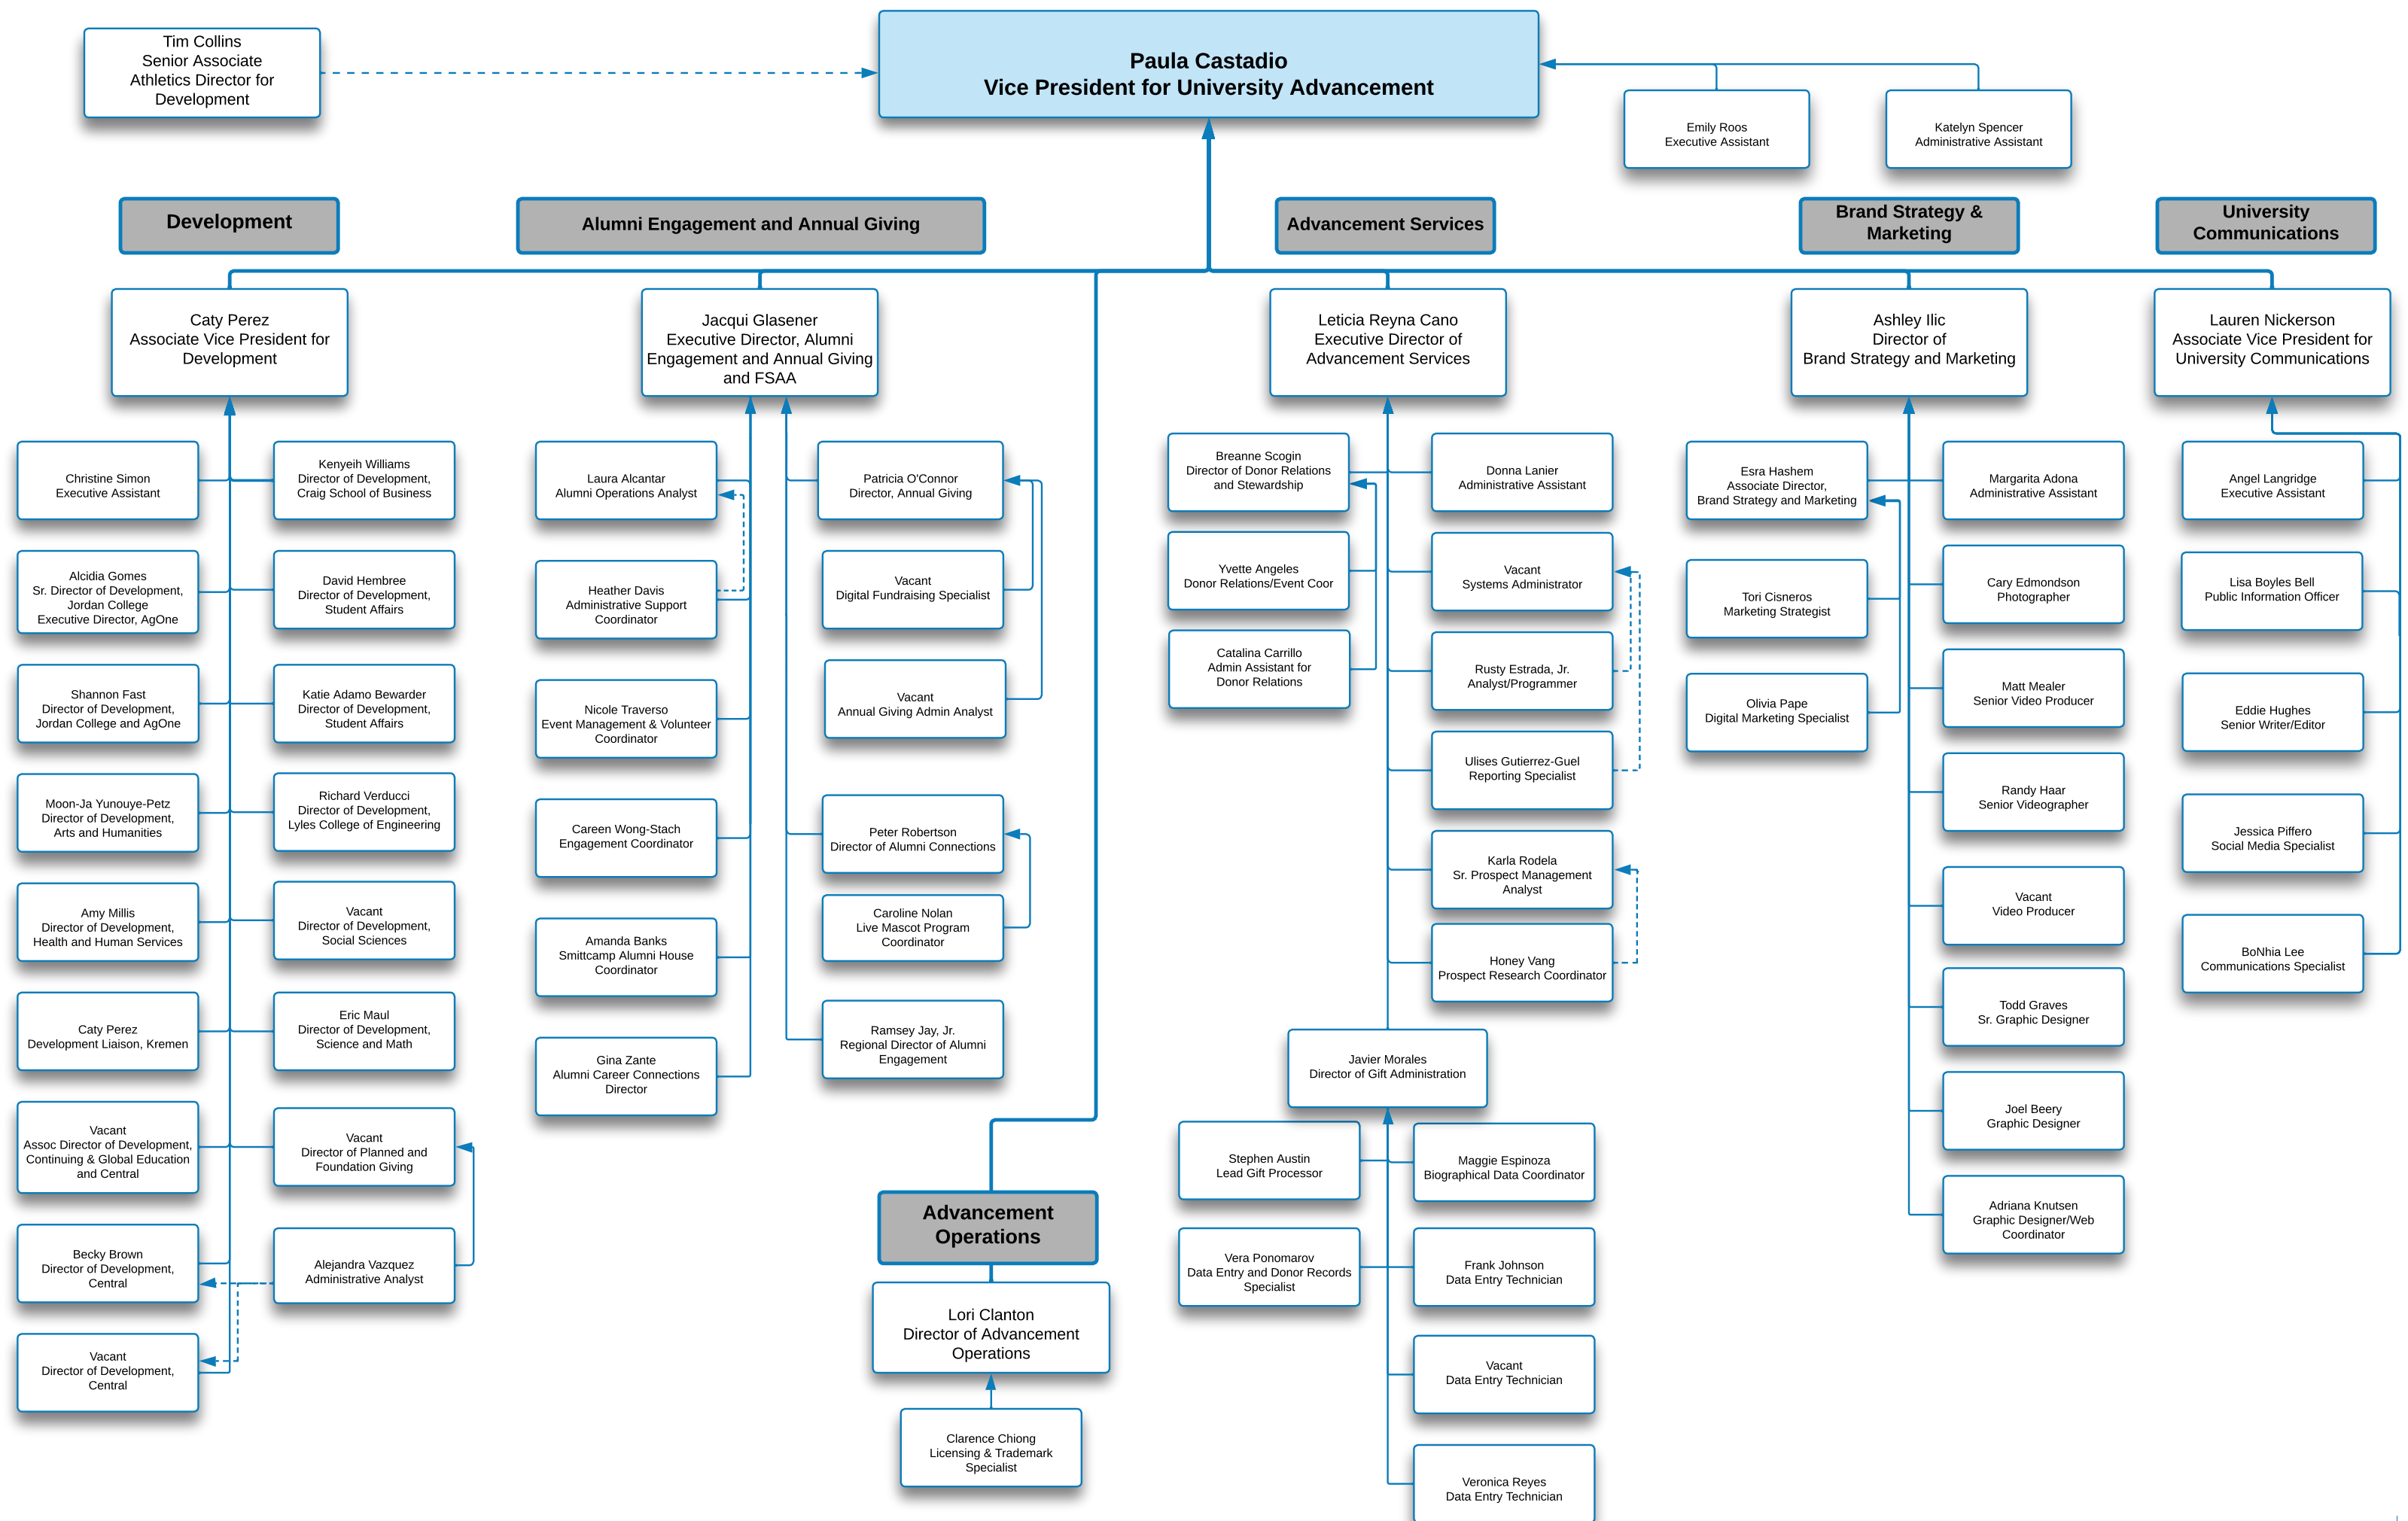 Tim Collins
Senior Associate
Athletics Director for
Development
Paula Castadio
Vice President for University Advancement
Emily Roos
Executive Assistant
Katelyn Spencer
Administrative Assistant
Development
Alumni Engagement and Annual Giving
Advancement Services
Brand Strategy &
Marketing
University
Communications
Caty Perez
Associate Vice President for
Development
Jacqui Glasener
Executive Director, Alumni
Engagement and Annual Giving
and FSAA
Leticia Reyna Cano
Executive Director of
Advancement Services
Ashley Ilic
Director of
Brand Strategy and Marketing
Lauren Nickerson
Associate Vice President for
University Communications
Christine Simon
Executive Assistant
Kenyeih Williams
Director of Development,
Craig School of Business
Alcidia Gomes
Sr. Director of Development,
Jordan College
Executive Director, AgOne
David Hembree
Director of Development,
Student Affairs
Shannon Fast
Director of Development,
Jordan College and AgOne
Katie Adamo Bewarder
Director of Development,
Student Affairs
Moon-Ja Yunouye-Petz
Director of Development,
Arts and Humanities
Richard Verducci
Director of Development,
Lyles College of Engineering
Amy Millis
Director of Development,
Health and Human Services
Vacant
Director of Development,
Social Sciences
Caty Perez
Development Liaison, Kremen
Eric Maul
Director of Development,
Science and Math
Vacant
Assoc Director of Development,
Continuing & Global Education
and Central
Vacant
Director of Planned and
Foundation Giving
Becky Brown
Director of Development,
Central
Alejandra Vazquez
Administrative Analyst
Vacant
Director of Development,
Central
Laura Alcantar
Alumni Operations Analyst
Heather Davis
Administrative Support
Coordinator
Nicole Traverso
Event Management & Volunteer
Coordinator
Careen Wong-Stach
Engagement Coordinator
Amanda Banks
Smittcamp Alumni House
Coordinator
Gina Zante
Alumni Career Connections
Director
Patricia O'Connor
Director, Annual Giving
Vacant
Digital Fundraising Specialist
Vacant
Annual Giving Admin Analyst
Peter Robertson
Director of Alumni Connections
Caroline Nolan
Live Mascot Program
Coordinator
Ramsey Jay, Jr.
Regional Director of Alumni
Engagement
Advancement
Operations
Lori Clanton
Director of Advancement
Operations
Clarence Chiong
Licensing & Trademark
Specialist
Breanne Scogin
Director of Donor Relations
and Stewardship
Yvette Angeles
Donor Relations/Event Coor
Catalina Carrillo
Admin Assistant for
Donor Relations
Donna Lanier
Administrative Assistant
Vacant
Systems Administrator
Rusty Estrada, Jr.
Analyst/Programmer
Ulises Gutierrez-Guel
Reporting Specialist
Karla Rodela
Sr. Prospect Management
Analyst
Honey Vang
Prospect Research Coordinator
Javier Morales
Director of Gift Administration
Stephen Austin
Lead Gift Processor
Maggie Espinoza
Biographical Data Coordinator
Vera Ponomarov
Data Entry and Donor Records
Specialist
Frank Johnson
Data Entry Technician
Vacant
Data Entry Technician
Veronica Reyes
Data Entry Technician
Esra Hashem
Associate Director,
Brand Strategy and Marketing
Tori Cisneros
Marketing Strategist
Olivia Pape
Digital Marketing Specialist
Margarita Adona
Administrative Assistant
Cary Edmondson
Photographer
Matt Mealer
Senior Video Producer
Randy Haar
Senior Videographer
Vacant
Video Producer
Todd Graves
Sr. Graphic Designer
Joel Beery
Graphic Designer
Adriana Knutsen
Graphic Designer/Web
Coordinator
Angel Langridge
Executive Assistant
Lisa Boyles Bell
Public Information Officer
Eddie Hughes
Senior Writer/Editor
Jessica Piffero
Social Media Specialist
BoNhia Lee
Communications Specialist